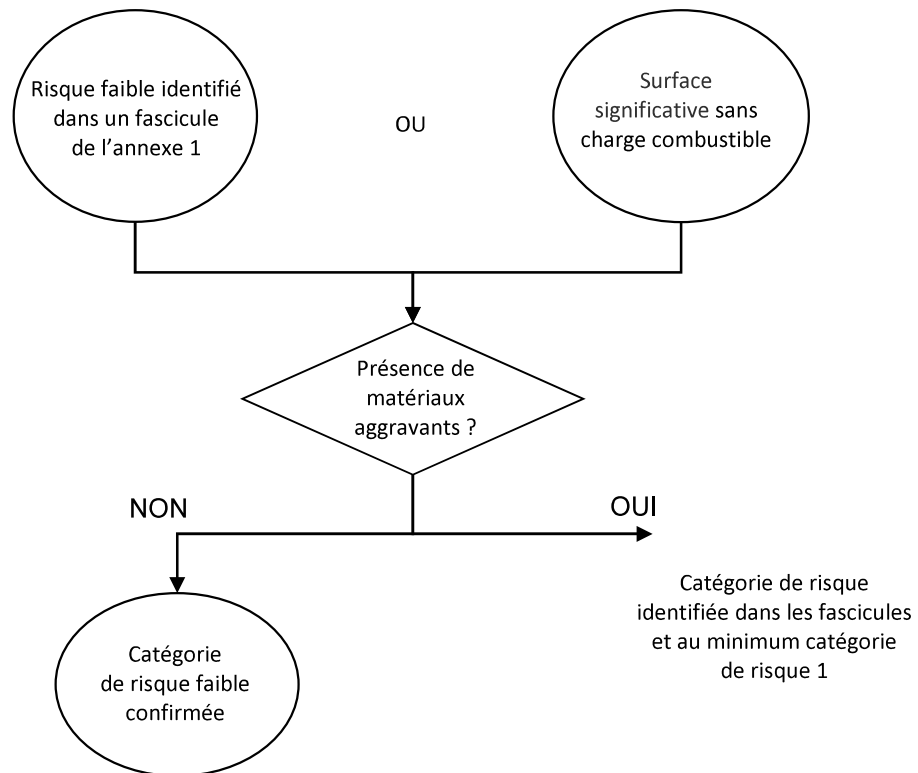 Risque faible identifié
dans un fascicule
de l’annexe 1
OU
Surface
significative sans
charge combustible
Présence de
matériaux
aggravants ?
NON
OUI
Catégorie
de risque faible
confirmée
Catégorie de risque
identifiée dans les fascicules
et au minimum catégorie
de risque 1